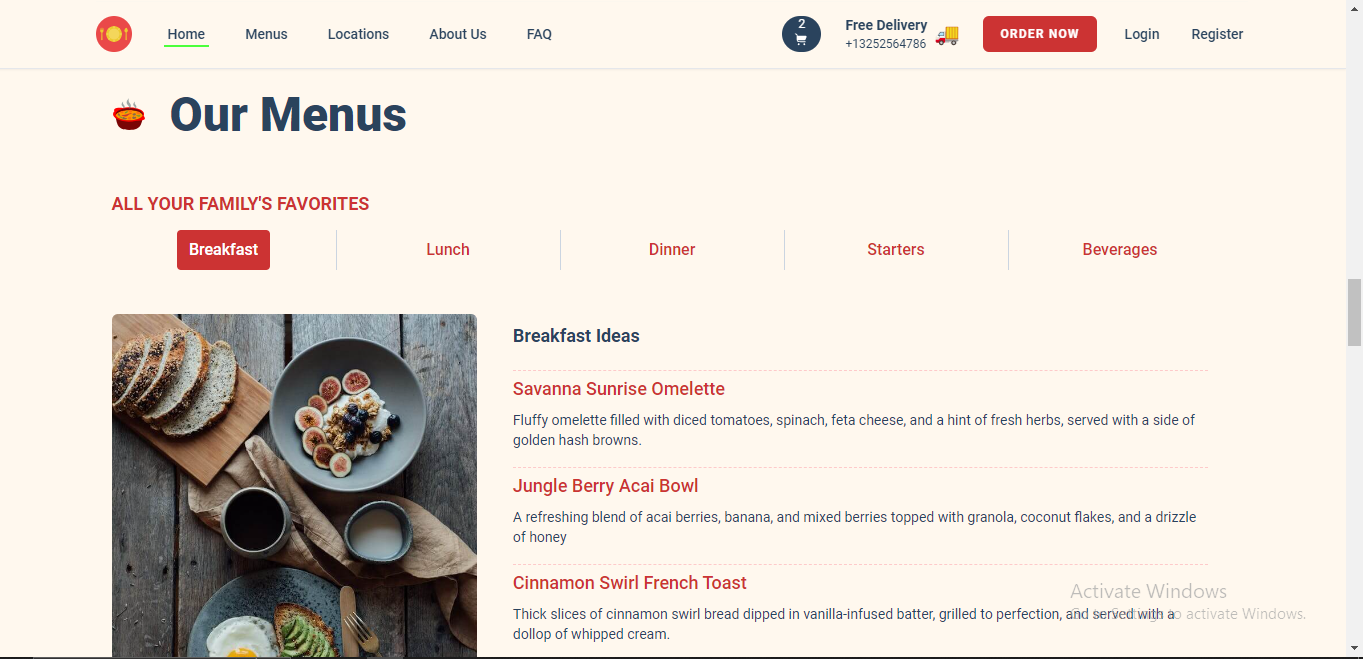 Home Menus Locations About Us FAQ 2 Free Delivery ORDER NOW Login Register
+13252564786
Our Menus
ALL YOUR FAMILY'S FAVORITES
Breakfast Lunch Dinner Starters Beverages
Breakfast Ideas
Savanna Sunrise Omelette
Fluffy omelette filled with diced tomatoes, spinach, feta cheese, and a hint of fresh herbs, served with a side of
golden hash browns.
Jungle Berry Acai Bowl
A refreshing blend of acai berries, banana, and mixed berries topped with granola, coconut flakes, and a drizzle
of honey
Cinnamon Swirl French Toast
Thick slices of cinnamon swirl bread dipped in vanilla-infused batter, grilled to perfection, and served with a
dollop of whipped cream.
Activate Windows
Go to Settings to activate Windows.